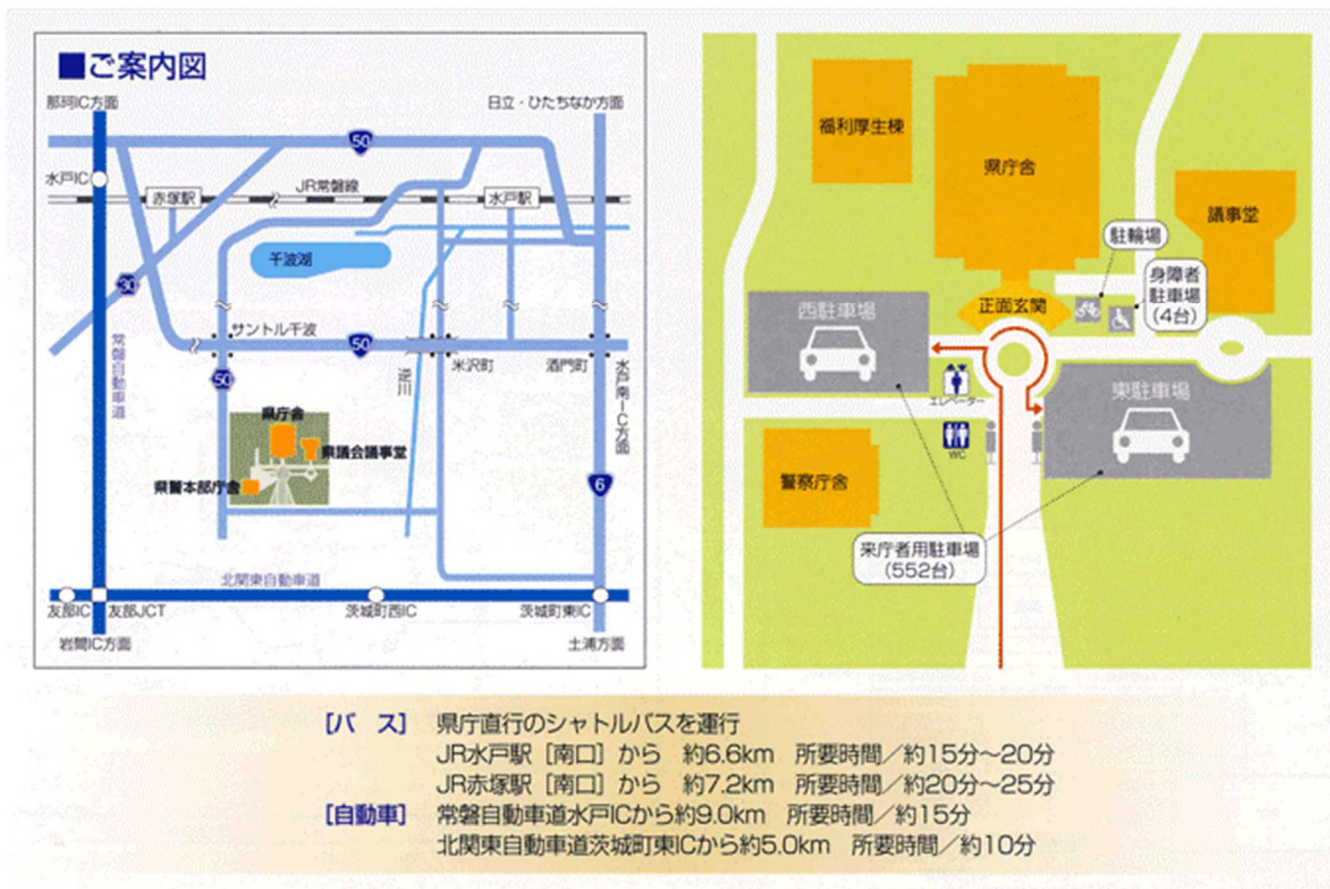 ■ご案内図
那珂IC方面
日立・ひたちなか方面
50
水戸IC
赤塚駅
JR常磐線
水戸駅
千波湖
30
常磐自動車道
サントル千波
50
50
米沢町
酒門町
逆川
水戸南IC方面
県庁舎
県議会議事堂
県警本部庁舎
6
北関東自動車道
友部IC
友部JCT
茨城町西IC
茨城町東IC
岩間IC方面
土浦方面
福利厚生棟
県庁舎
議事堂
駐輪場
身障者
駐車場
(4台)
正面玄関
西駐車場
エレベーター
東駐車場
WC
警察庁舎
来庁者用駐車場
(552台)
[バス] 県庁直行のシャトルバスを運行
JR水戸駅[南口]から 約6.6km 所要時間/約15分~20分
JR赤塚駅[南口]から 約7.2km 所要時間/約20分~25分
[自動車] 常磐自動車道水戸ICから約9.0km 所要時間/約15分
北関東自動車道茨城町東ICから約5.0km 所要時間/約10分